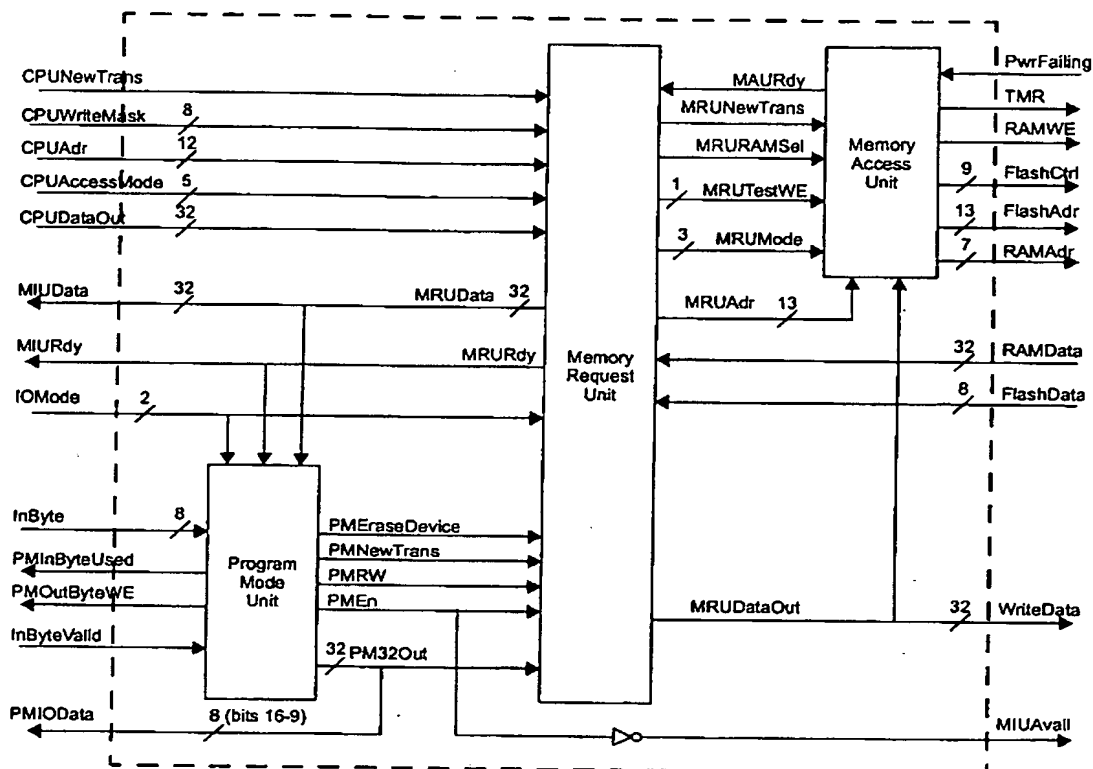 CPUNewTrans
CPUWriteMask 8
CPUAdr 12
CPUAccessMode 5
CPUDataOut 32
MIUData 32
MRUData 32
MIURdy
MRURdy
IOMode 2
InByte 8
PMInByteUsed
PMOutByteWE
InByteValid
PMIOData
8 (bits 16-9)
Program
Mode
Unit
PMEraseDevice
PMNewTrans
PMRW
PMEn
32 PM32Out
Memory
Request
Unit
MAURdy
MRUNewTrans
MRURAMSel
1 MRUTestWE
3 MRUMode
MRUAdr 13
Memory
Access
Unit
PwrFailing
TMR
RAMWE
9 FlashCtrl
13 FlashAdr
7 RAMAdr
32 RAMData
8 FlashData
MRUDataOut
32 WriteData
MIUAvail